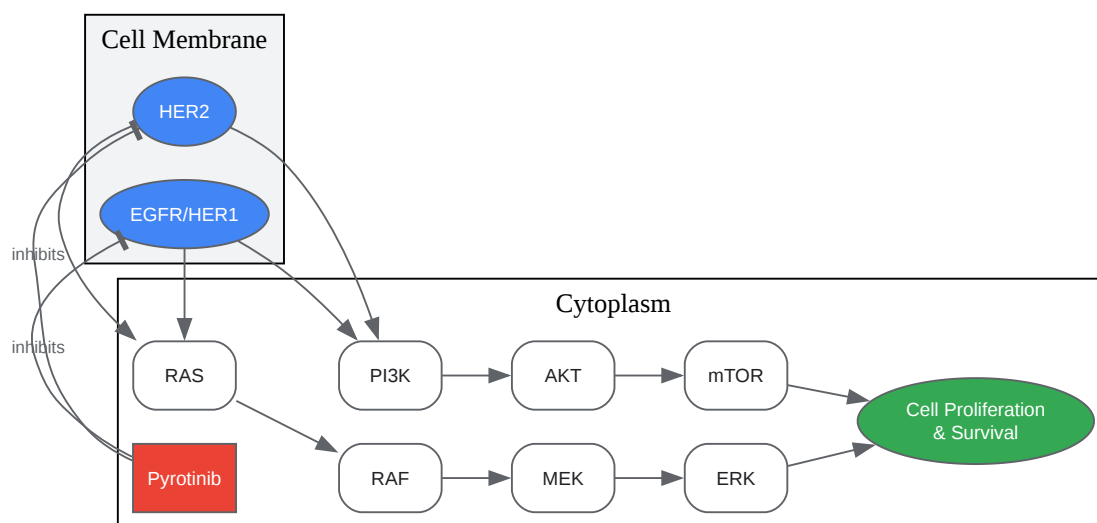 Cell Membrane
HER2
EGFR/HER1
inhibits
Cytoplasm
inhibits
RAS
PI3K
AKT
mTOR
Cell Proliferation
& Survival
Pyrotinib
RAF
MEK
ERK